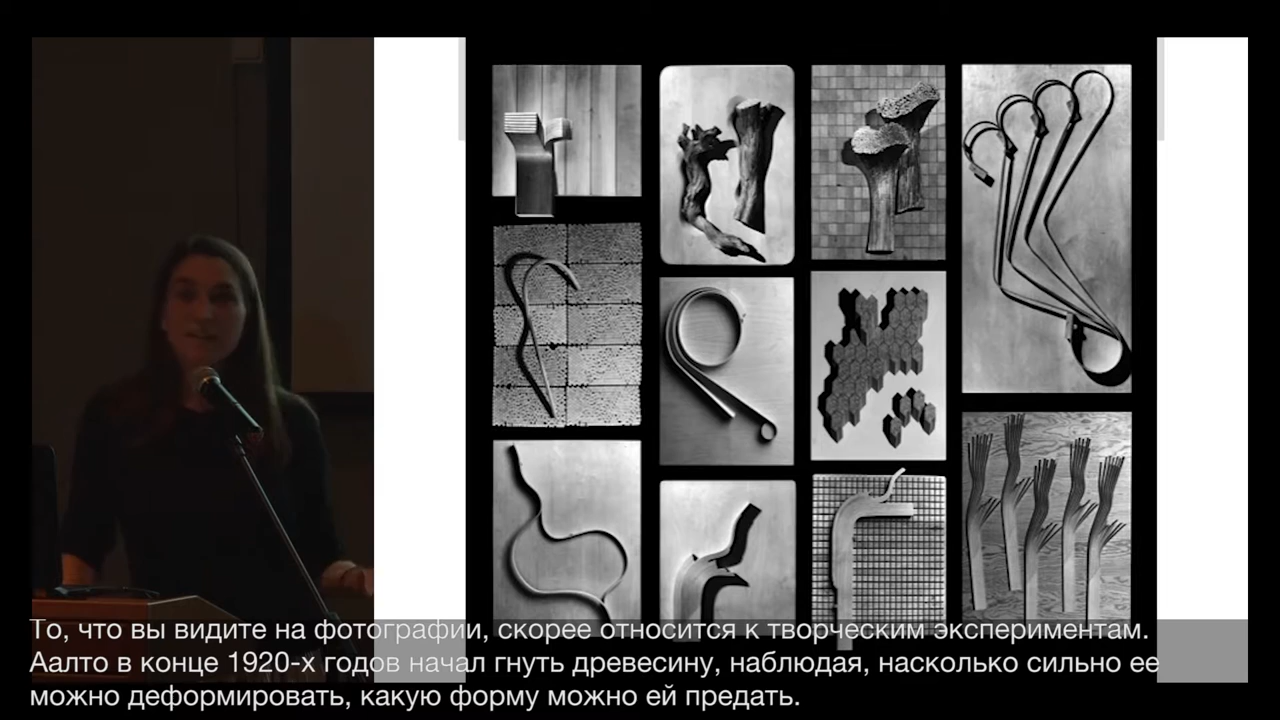 То, что вы видите на фотографии, скорее относится к творческим экспериментам.
Аалто в конце 1920-х годов начал гнуть древесину, наблюдая, насколько сильно ее
можно деформировать, какую форму можно ей предать.